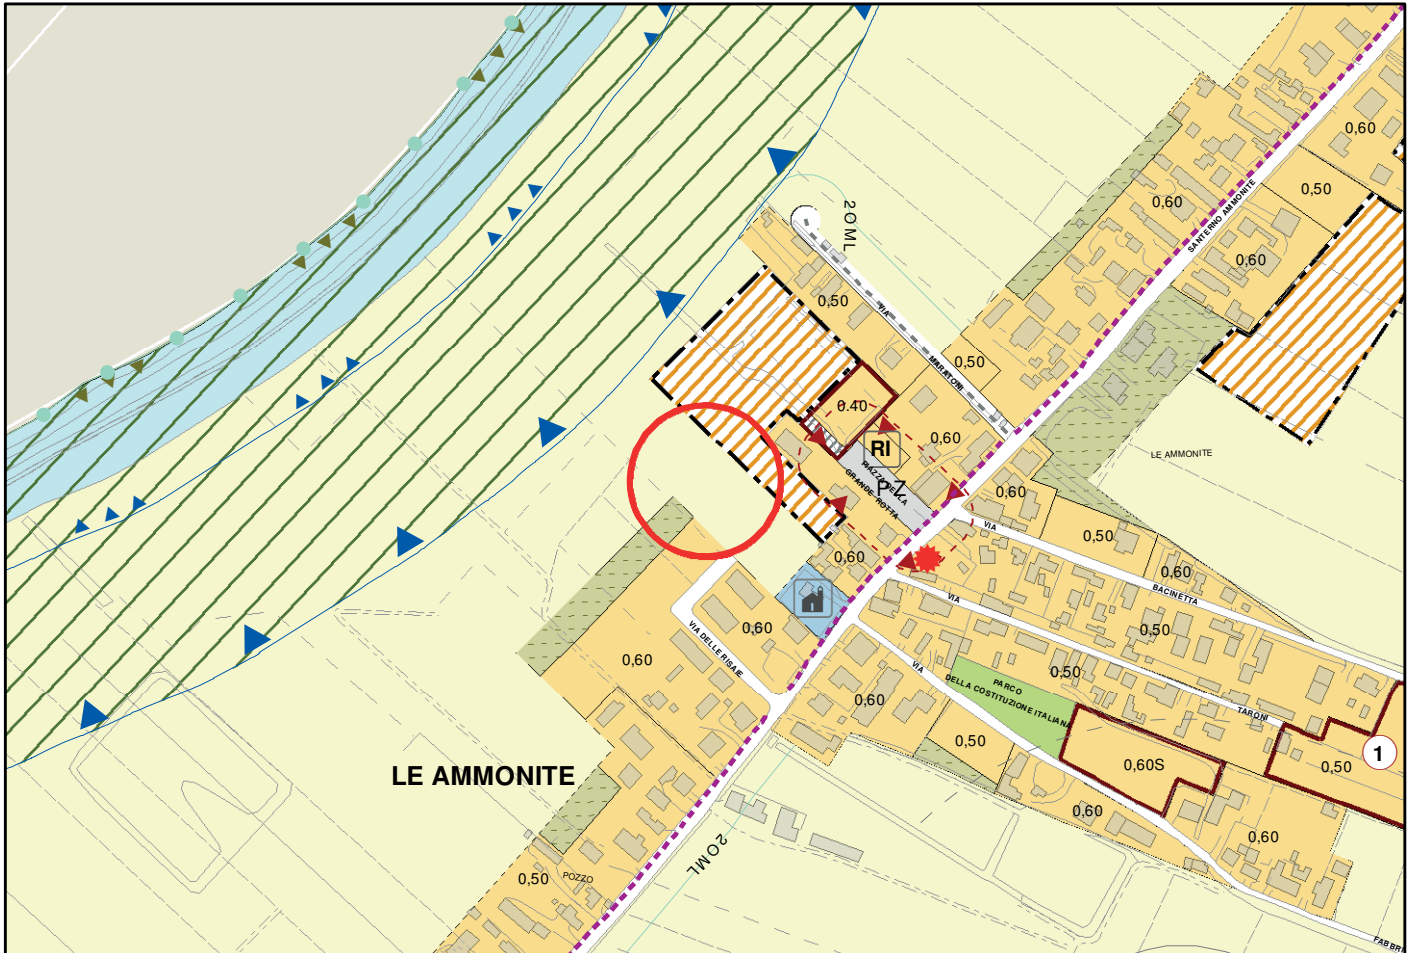 0,60
0,50
0,60
SANTERNO AMMONITE
20ML
0,60
0,50
VIA
MARATONI
0,50
0.40
0,60
RI
LE AMMONITE
PIAZZA DELLA
GRANDE ROTTA
P
0,60
VIA
0,50
0,60
0,60
BACINETTA
VIA
0,50
0,60
VIA DELLE RISAIE
0,60
VIA
0,50
PARCO
DELLA COSTITUZIONE ITALIANA
0,60
TARONI
0,50
0,60S
0,50
1
LE AMMONITE
0,60
0,60
20ML
0,50
POZZO
FABBRI